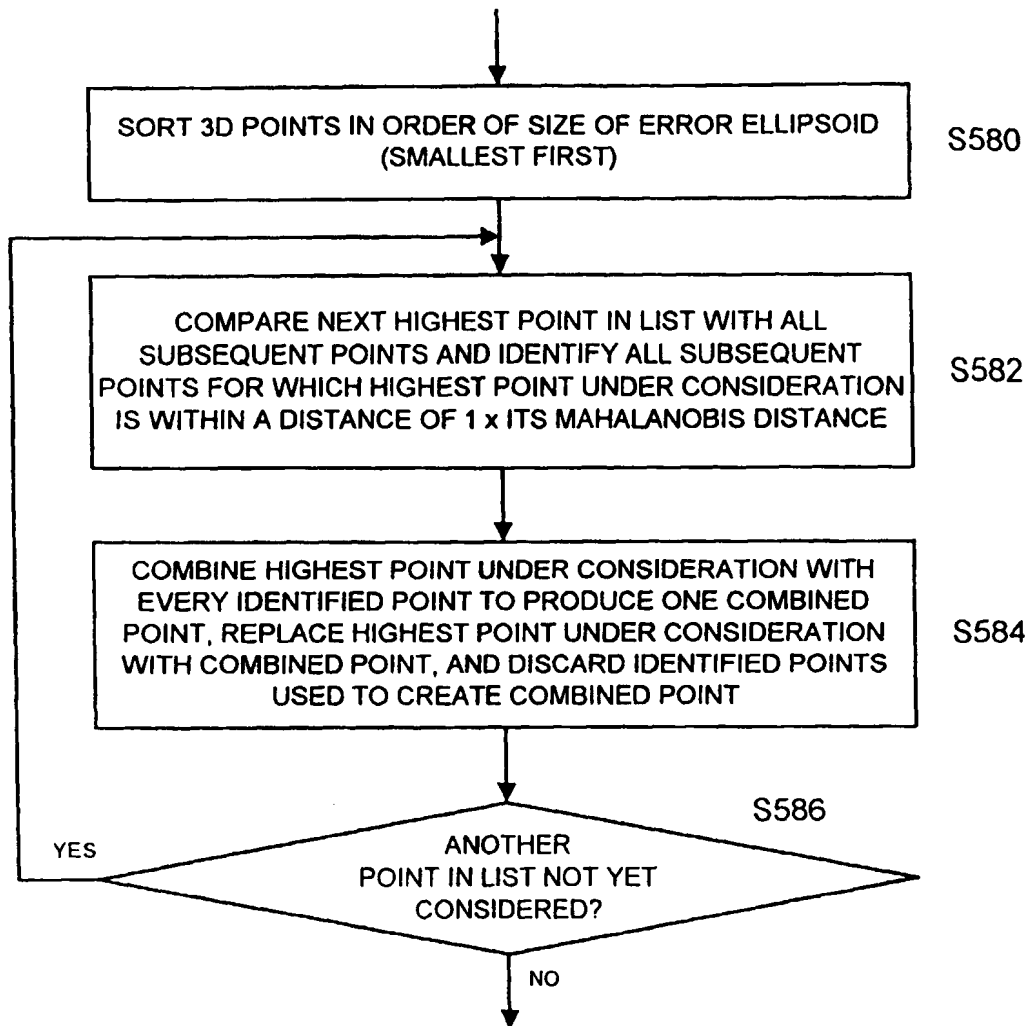 SORT 3D POINTS IN ORDER OF SIZE OF ERROR ELLIPSOID
(SMALLEST FIRST)
S580
COMPARE NEXT HIGHEST POINT IN LIST WITH ALL
SUBSEQUENT POINTS AND IDENTIFY ALL SUBSEQUENT
POINTS FOR WHICH HIGHEST POINT UNDER CONSIDERATION
IS WITHIN A DISTANCE OF 1 x ITS MAHALANOBIS DISTANCE
S582
COMBINE HIGHEST POINT UNDER CONSIDERATION WITH
EVERY IDENTIFIED POINT TO PRODUCE ONE COMBINED
POINT, REPLACE HIGHEST POINT UNDER CONSIDERATION
WITH COMBINED POINT, AND DISCARD IDENTIFIED POINTS
USED TO CREATE COMBINED POINT
S584
S586
YES
ANOTHER
POINT IN LIST NOT YET
CONSIDERED?
NO